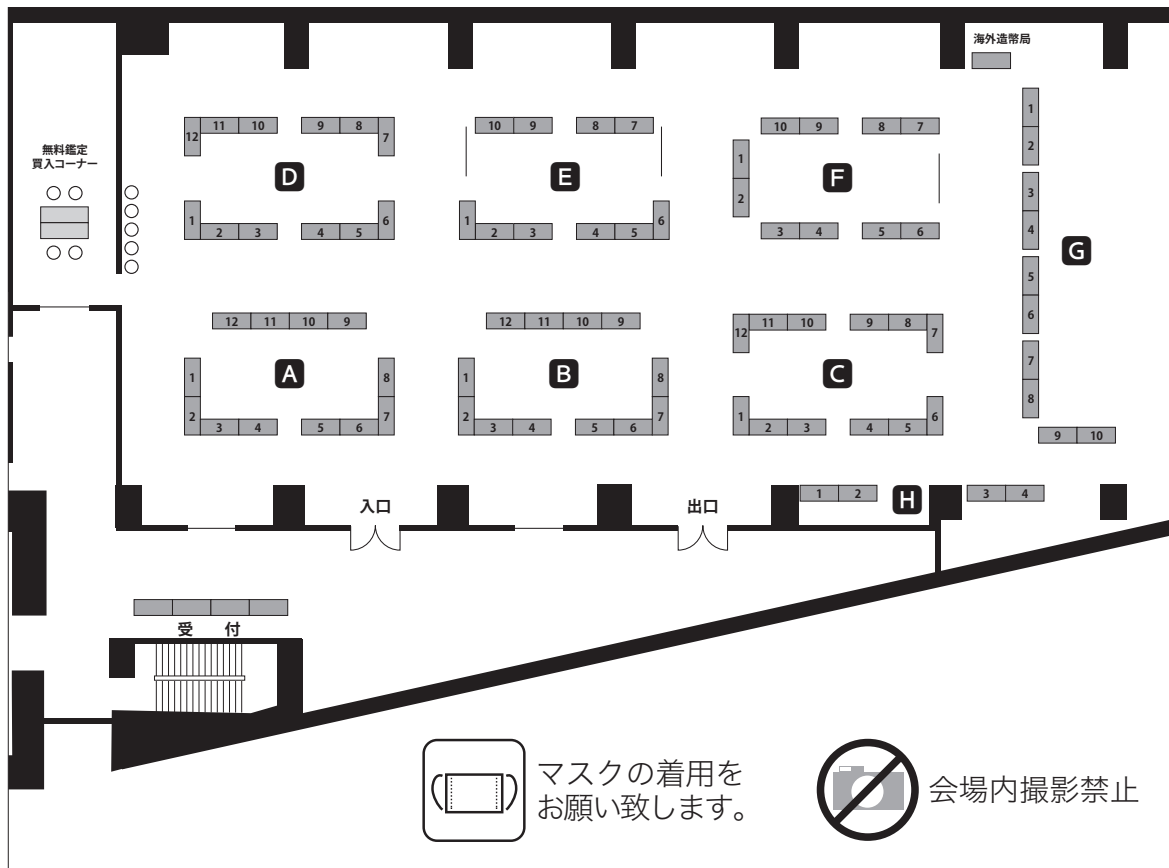 海外造幣局
無料鑑定
買入コーナー
12 11 10 9 8 7
D
1 2 3 4 5 6
10 9 8 7
E
1 2 3 4 5 6
10 9 8 7
1
2
F
3 4 5 6
1
2
3
4
5
6
7
8
G
9 10
12 11 10 9
A
1 8
2 3 4 5 6 7
12 11 10 9
B
1 8
2 3 4 5 6 7
12 11 10 9 8 7
C
1 2 3 4 5 6
1 2
H
3 4
入口
出口
受 付
マスクの着用を
お願い致します。
会場内撮影禁止